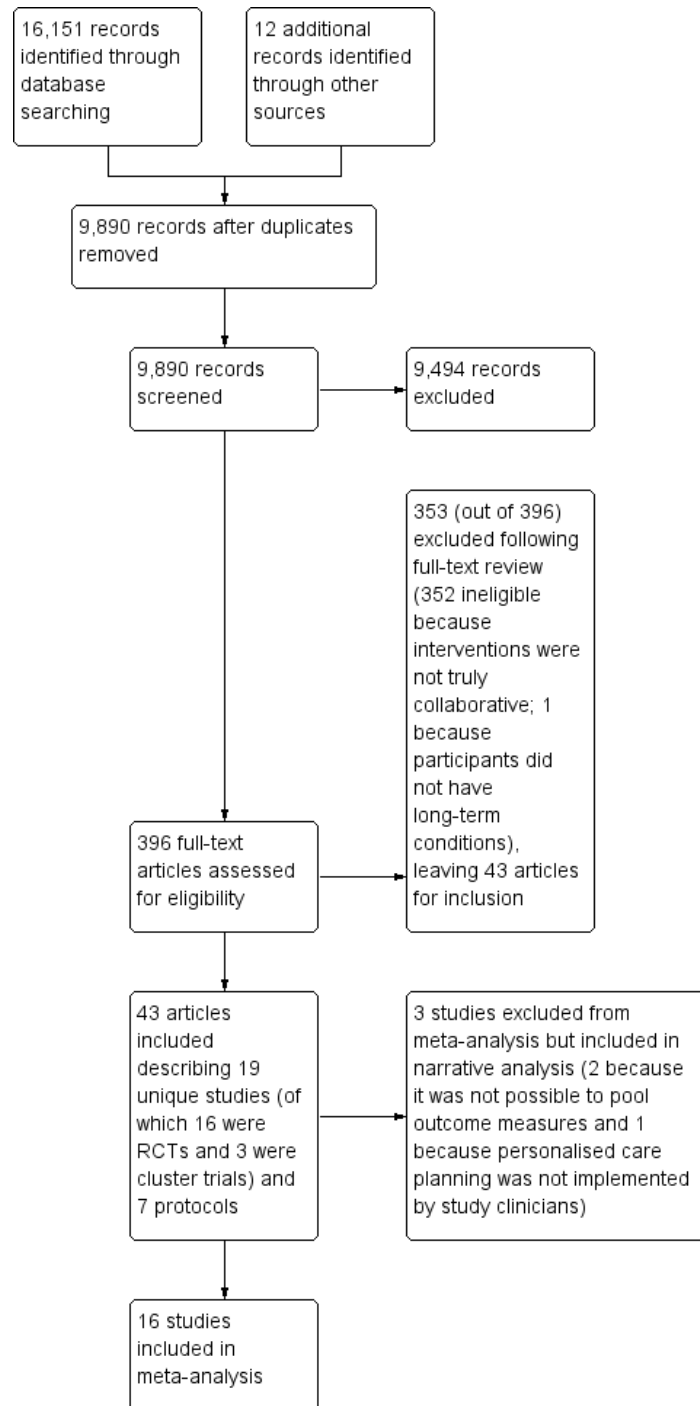 16,151 records
identified through
database
searching
12 additional
records identified
through other
sources
9,890 records after duplicates
removed
9,890 records
screened
9,494 records
excluded
353 (out of 396)
excluded following
full-text review
(352 ineligible
because
interventions were
not truly
collaborative; 1
because
participants did
not have
long-term
conditions),
leaving 43 articles
for inclusion
396 full-text
articles assessed
for eligibility
43 articles
included
describing 19
unique studies (of
which 16 were
RCTs and 3 were
cluster trials) and
7 protocols
3 studies excluded from
meta-analysis but included in
narrative analysis (2 because
it was not possible to pool
outcome measures and 1
because personalised care
planning was not implemented
by study clinicians)
16 studies
included in
meta-analysis